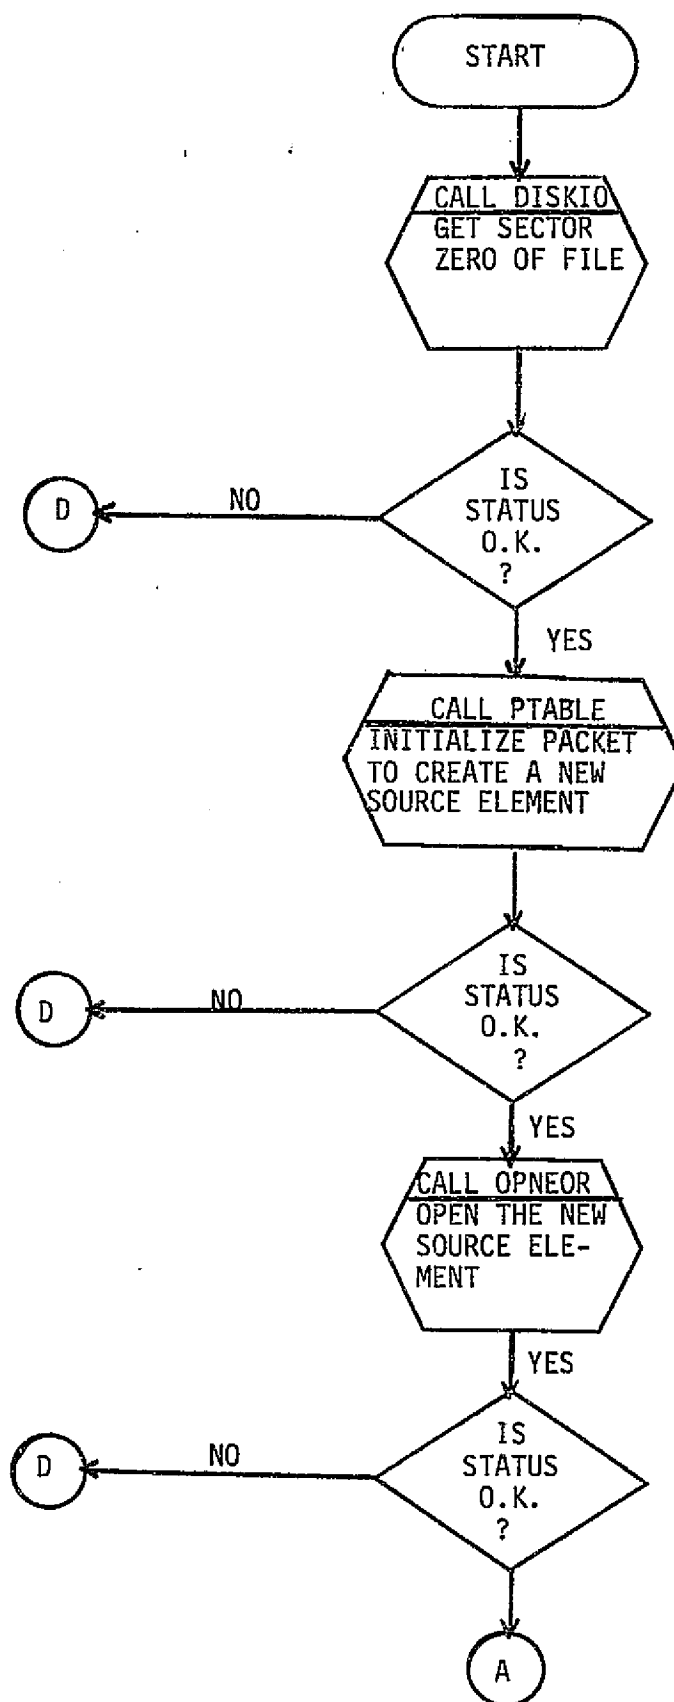 START
CALL DISKIO
GET SECTOR
ZERO OF FILE
IS
STATUS
O.K.
?
NO
D
YES
CALL PTABLE
INITIALIZE PACKET
TO CREATE A NEW
SOURCE ELEMENT
IS
STATUS
O.K.
?
NO
D
YES
CALL OPNEOR
OPEN THE NEW
SOURCE ELE-
MENT
YES
IS
STATUS
O.K.
?
NO
D
A